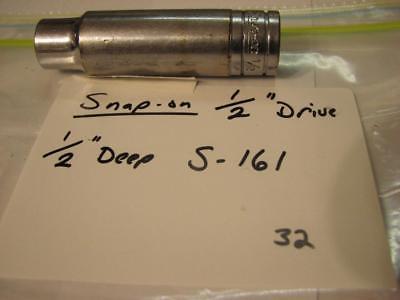 Snap-on 1/2" Drive
1/2" Deep S-161
32